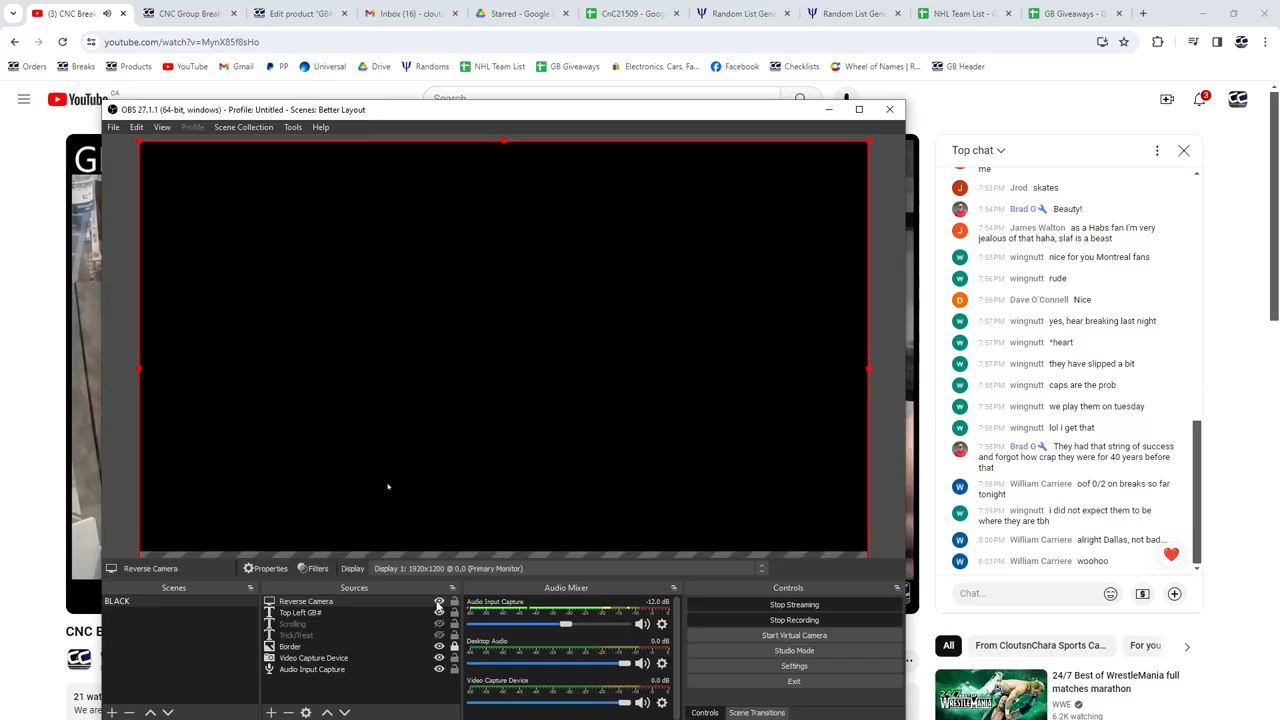 (3) CNC Break
CNC Group Break
Edit product "GB#
Inbox (16) - clou
Starred - Google
CnC21509 - Goog
Random List Gene
Random List Gene
NHL Team List - G
GB Giveaways - G
youtube.com/watch?v=MynX85f8sHo
Orders
Breaks
Products
YouTube
Gmail
PP
Universal
Drive
Randoms
NHL Team List
GB Giveaways
Electronics, Cars, Fa...
Facebook
Checklists
Wheel of Names | R...
GB Header
YouTube
CA
Search
3
OBS 27.1.1 (64-bit, windows) - Profile: Untitled - Scenes: Better Layout
File
Edit
View
Profile
Scene Collection
Tools
Help
Reverse Camera
Properties
Filters
Display
Display 1: 1920x1200 @ 0,0 (Primary Monitor)
Scenes
BLACK
Sources
Reverse Camera
Top Left GB#
Scrolling
Trick/Treat
Border
Video Capture Device
Audio Input Capture
Audio Mixer
Audio Input Capture
-12.0 dB
Desktop Audio
0.0 dB
Video Capture Device
0.0 dB
Controls
Stop Streaming
Stop Recording
Start Virtual Camera
Studio Mode
Settings
Exit
Controls
Scene Transitions
CNC B
21 wat
We are
Top chat
me
7:53 PM Jrod skates
7:54 PM Brad G Beauty!
7:54 PM James Walton as a Habs fan I'm very
jealous of that haha, slaf is a beast
7:55 PM wingnutt nice for you Montreal fans
7:56 PM wingnutt rude
7:56 PM Dave O'Connell Nice
7:57 PM wingnutt yes, hear breaking last night
7:57 PM wingnutt *heart
7:57 PM wingnutt they have slipped a bit
7:58 PM wingnutt caps are the prob
7:58 PM wingnutt we play them on tuesday
7:58 PM wingnutt lol i get that
7:58 PM Brad G They had that string of success
and forgot how crap they were for 40 years before
that
7:58 PM William Carriere oof 0/2 on breaks so far
tonight
7:59 PM wingnutt i did not expect them to be
where they are tbh
8:00 PM William Carriere alright Dallas, not bad...
8:03 PM William Carriere woohoo
Chat...
All
From CloutsnChara Sports Ca...
For you
24/7 Best of WrestleMania full
matches marathon
WWE
6.2K watching